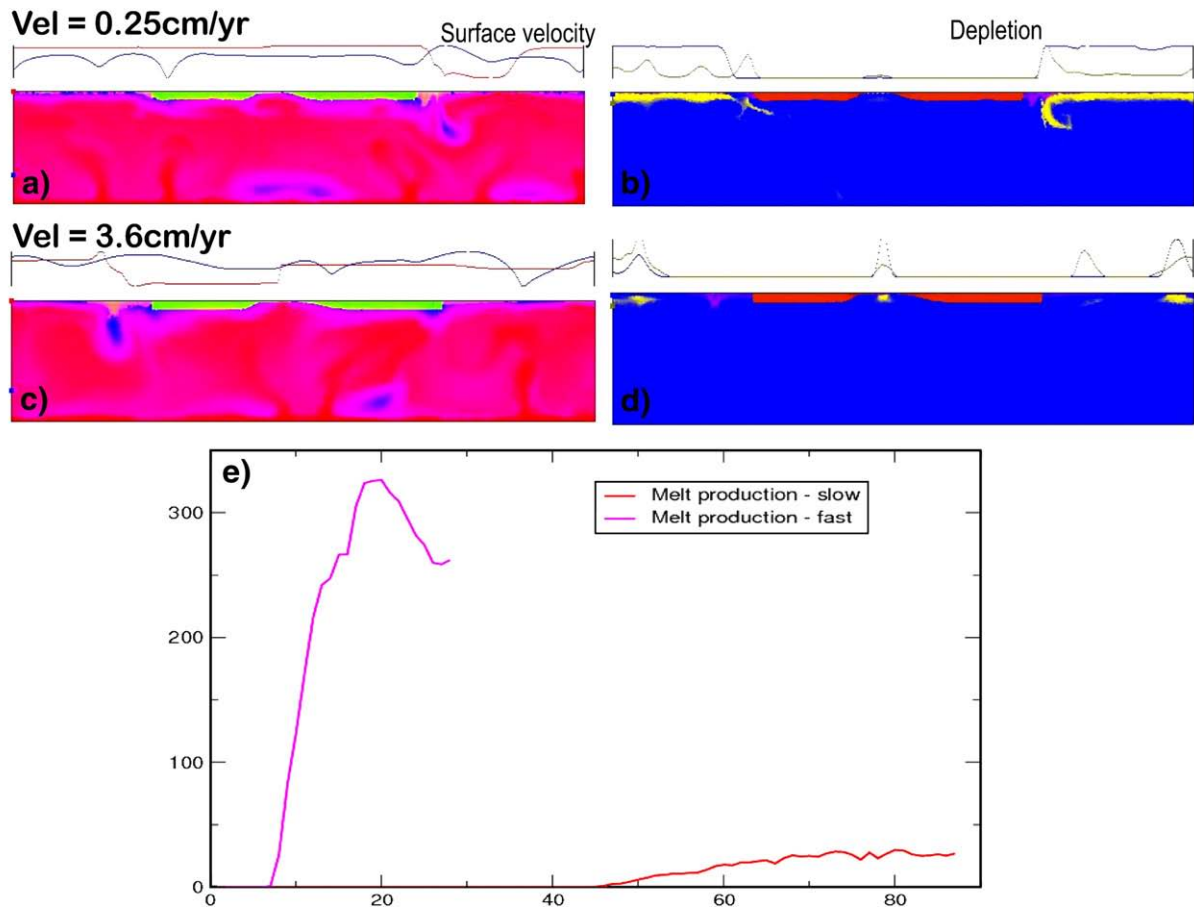 Vel = 0.25cm/yr
Surface velocity
Depletion
a)
b)
Vel = 3.6cm/yr
c)
d)
e)
Melt production - slow
Melt production - fast
300
200
100
0
0
20
40
60
80